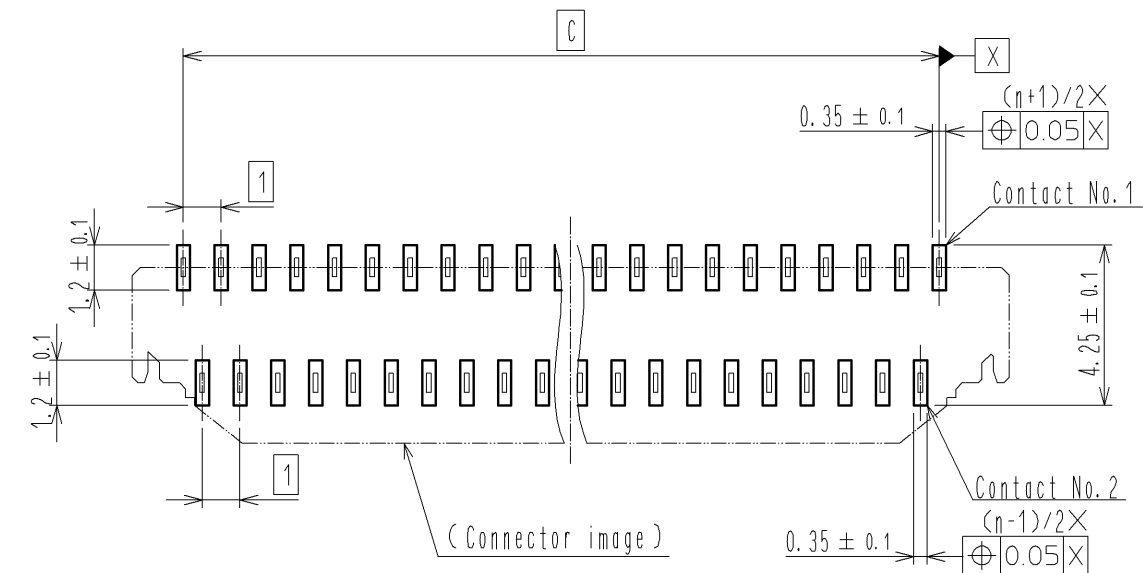 C
X
(n+1)/2X
0.35 ± 0.1
⌖ 0.05 X
1
Contact No.1
1.2 ± 0.1
4.25 ± 0.1
1.2 ± 0.1
1
Contact No.2
(n-1)/2X
(Connector image)
0.35 ± 0.1
⌖ 0.05 X